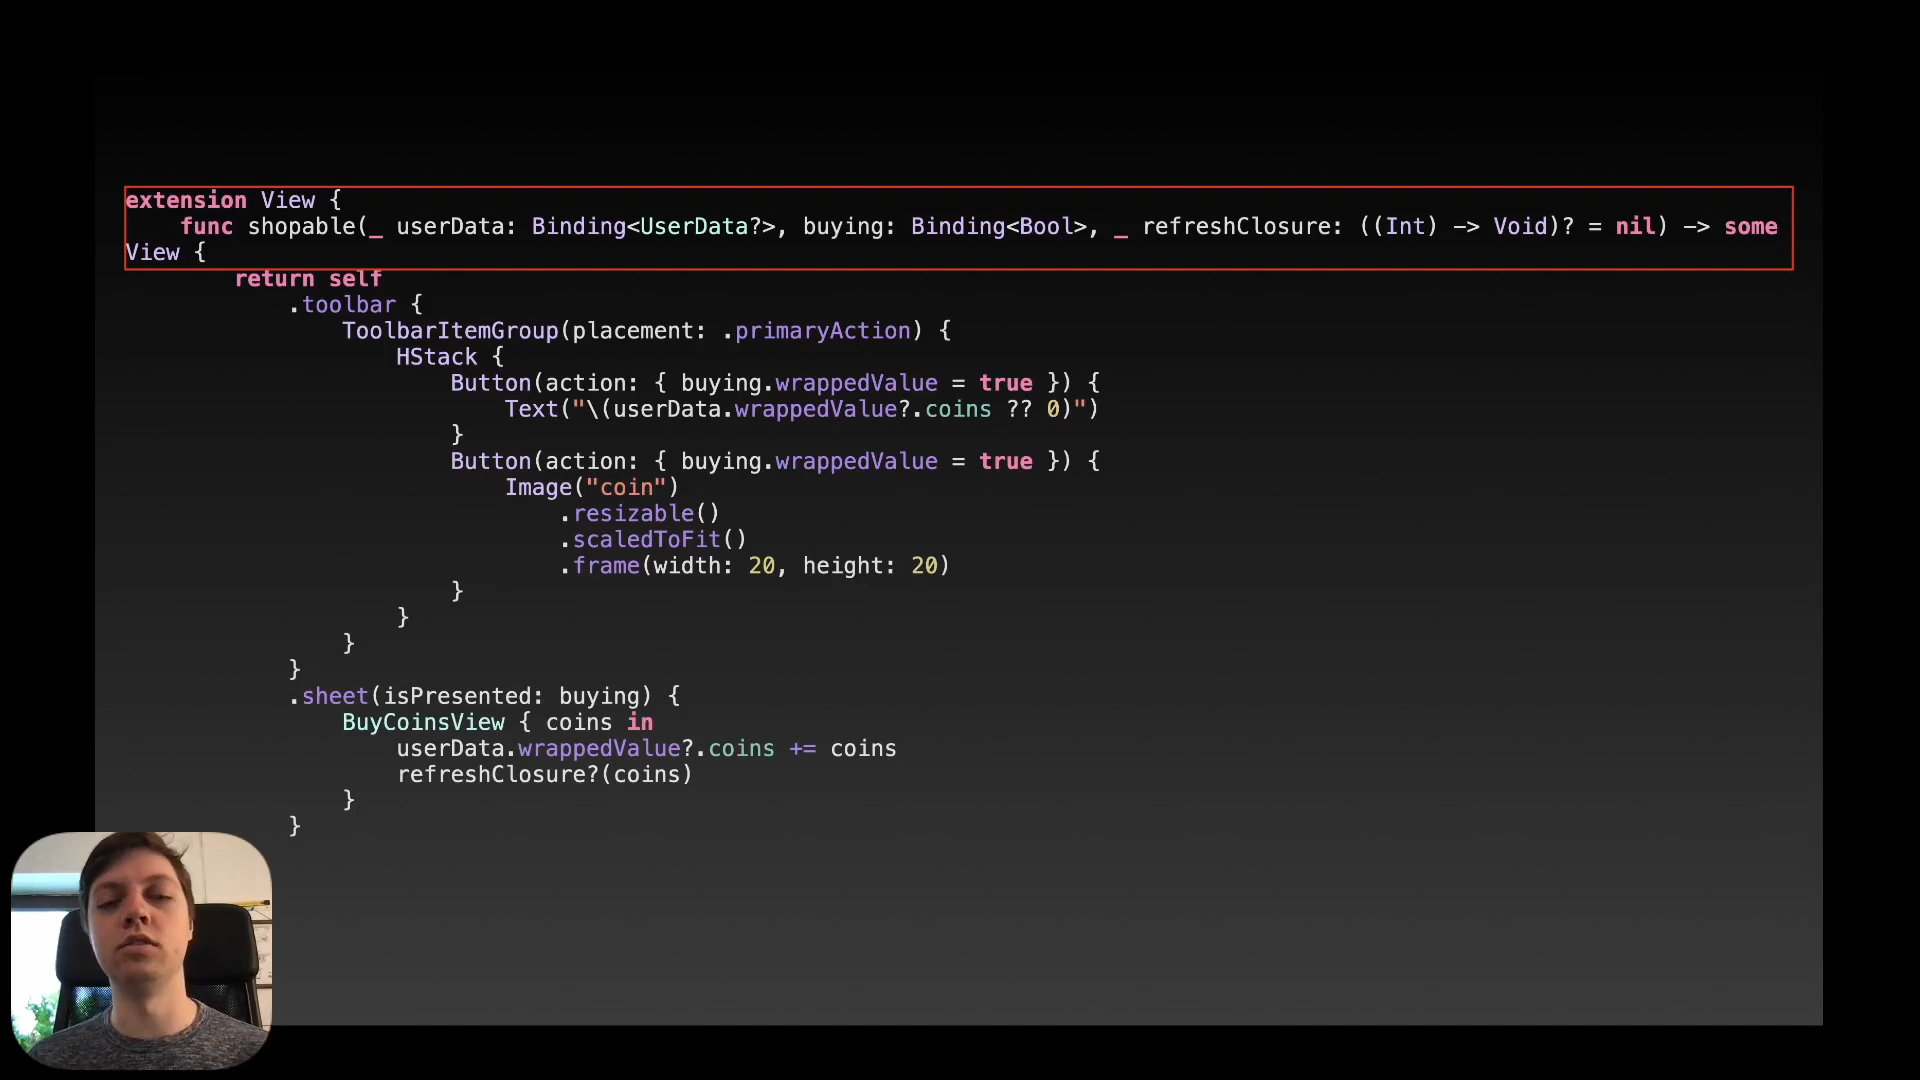 extension View {
    func shopable(_ userData: Binding<UserData?>, buying: Binding<Bool>, _ refreshClosure: ((Int) -> Void)? = nil) -> some
View {
        return self
            .toolbar {
                ToolbarItemGroup(placement: .primaryAction) {
                    HStack {
                        Button(action: { buying.wrappedValue = true }) {
                            Text("\(userData.wrappedValue?.coins ?? 0)")
                        }
                        Button(action: { buying.wrappedValue = true }) {
                            Image("coin")
                                .resizable()
                                .scaledToFit()
                                .frame(width: 20, height: 20)
                        }
                    }
                }
            }
            .sheet(isPresented: buying) {
                BuyCoinsView { coins in
                    userData.wrappedValue?.coins += coins
                    refreshClosure?(coins)
                }
            }